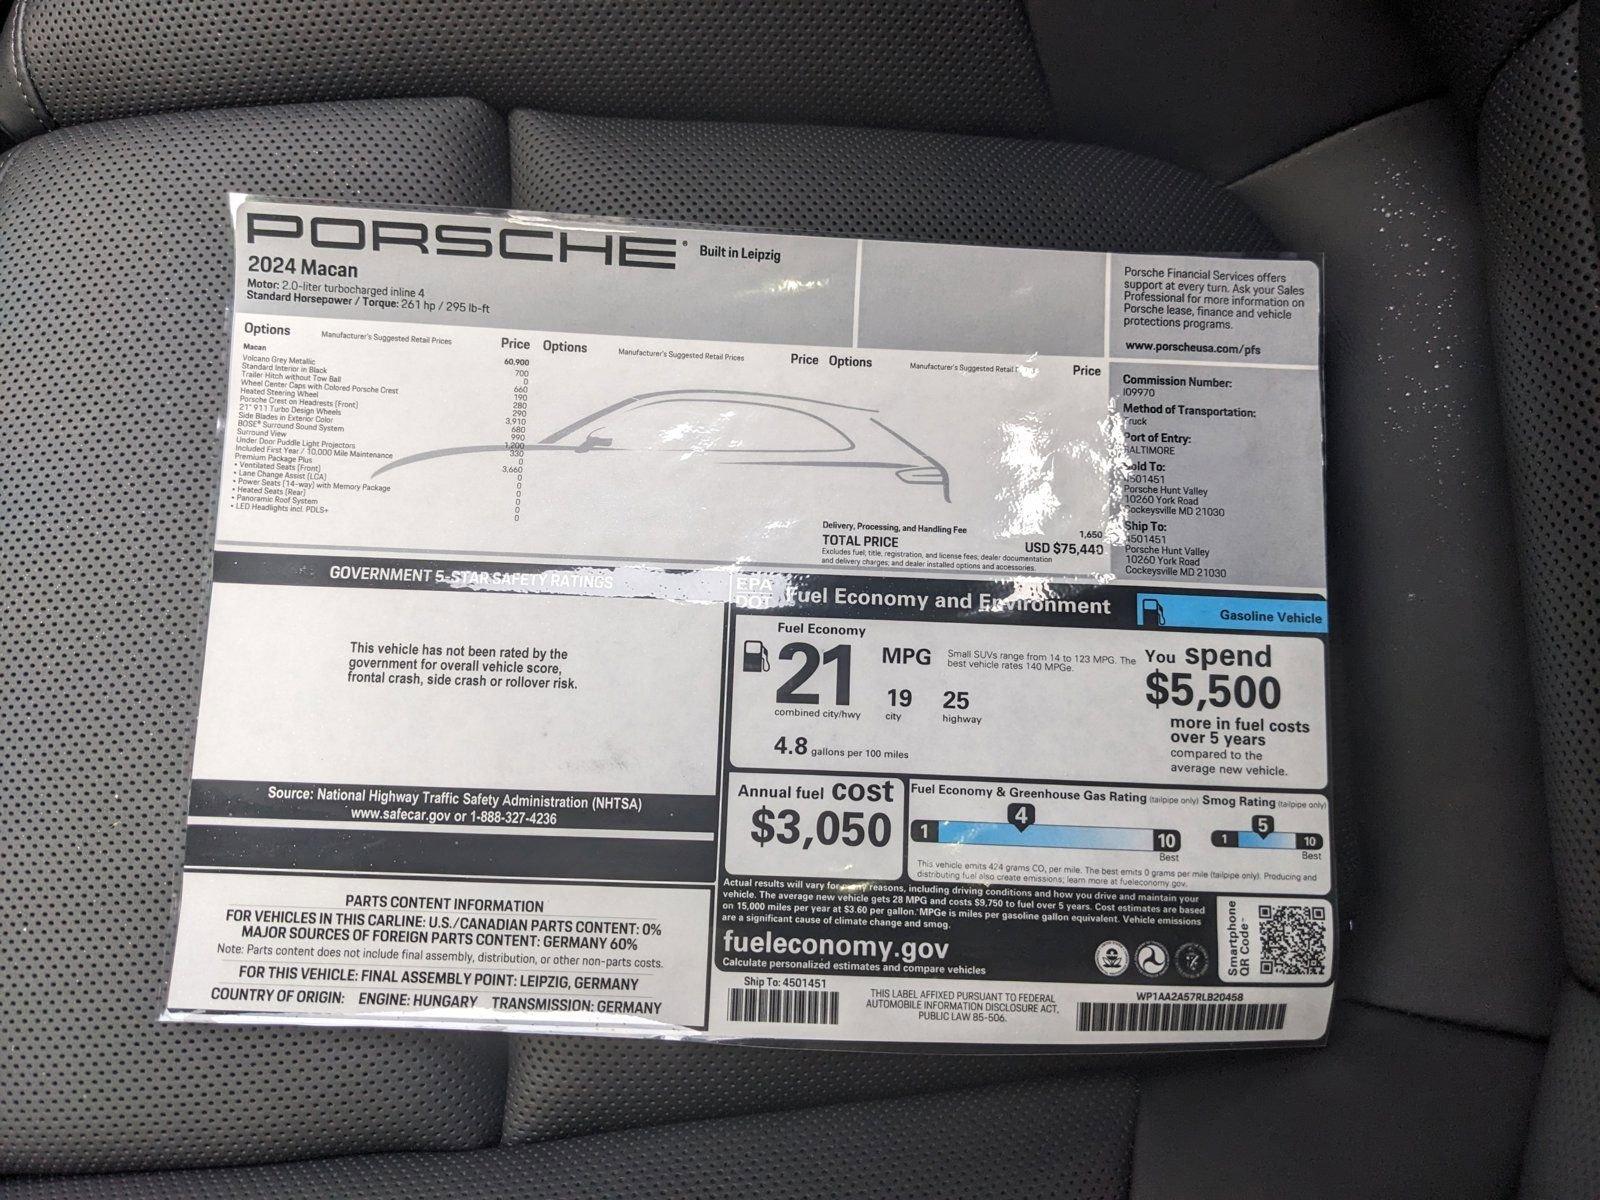 PORSCHE® Built in Leipzig
2024 Macan
Motor: 2.0-liter turbocharged inline 4
Standard Horsepower / Torque: 261 hp / 295 lb-ft
Options Manufacturer's Suggested Retail Prices Price
Macan 60,900
Volcano Grey Metallic 700
Standard Interior in Black 0
Trailer Hitch without Tow Ball 660
Wheel Center Caps with Colored Porsche Crest 190
Heated Steering Wheel 280
Porsche Crest on Headrests (Front) 290
21" 911 Turbo Design Wheels 3,910
Side Blades in Exterior Color 680
BOSE® Surround Sound System 990
Surround View 1,200
Under Door Puddle Light Projectors 330
Included First Year / 10,000 Mile Maintenance 0
Premium Package Plus 3,660
• Ventilated Seats (Front) 0
• Lane Change Assist (LCA) 0
• Power Seats (14-way) with Memory Package 0
• Heated Seats (Rear) 0
• Panoramic Roof System 0
• LED Headlights incl. PDLS+ 0
Options Manufacturer's Suggested Retail Prices Price
Options Manufacturer's Suggested Retail Price
Delivery, Processing, and Handling Fee 1,650
TOTAL PRICE USD $75,440
Excludes fuel, title, registration, and license fees, dealer documentation
and delivery charges, and dealer installed options and accessories.
Porsche Financial Services offers
support at every turn. Ask your Sales
Professional for more information on
Porsche lease, finance and vehicle
protections programs.
www.porscheusa.com/pfs
Commission Number:
I09970
Method of Transportation:
Truck
Port of Entry:
BALTIMORE
Sold To:
4501451
Porsche Hunt Valley
10260 York Road
Cockeysville MD 21030
Ship To:
4501451
Porsche Hunt Valley
10260 York Road
Cockeysville MD 21030
GOVERNMENT 5-STAR SAFETY RATINGS
This vehicle has not been rated by the
government for overall vehicle score,
frontal crash, side crash or rollover risk.
Source: National Highway Traffic Safety Administration (NHTSA)
www.safecar.gov or 1-888-327-4236
PARTS CONTENT INFORMATION
FOR VEHICLES IN THIS CARLINE: U.S./CANADIAN PARTS CONTENT: 0%
MAJOR SOURCES OF FOREIGN PARTS CONTENT: GERMANY 60%
Note: Parts content does not include final assembly, distribution, or other non-parts costs.
FOR THIS VEHICLE: FINAL ASSEMBLY POINT: LEIPZIG, GERMANY
COUNTRY OF ORIGIN: ENGINE: HUNGARY TRANSMISSION: GERMANY
EPA
DOT Fuel Economy and Environment
Gasoline Vehicle
Fuel Economy
21 MPG
combined city/hwy
19 city
25 highway
4.8 gallons per 100 miles
Small SUVs range from 14 to 123 MPG. The
best vehicle rates 140 MPGe.
You spend
$5,500
more in fuel costs
over 5 years
compared to the
average new vehicle.
Annual fuel cost
$3,050
Fuel Economy & Greenhouse Gas Rating (tailpipe only) Smog Rating (tailpipe only)
1 4 10
Best
1 5 10
Best
This vehicle emits 424 grams CO₂ per mile. The best emits 0 grams per mile (tailpipe only). Producing and
distributing fuel also create emissions; learn more at fueleconomy.gov.
Actual results will vary for many reasons, including driving conditions and how you drive and maintain your
vehicle. The average new vehicle gets 28 MPG and costs $9,750 to fuel over 5 years. Cost estimates are based
on 15,000 miles per year at $3.60 per gallon. MPGe is miles per gasoline gallon equivalent. Vehicle emissions
are a significant cause of climate change and smog.
fueleconomy.gov
Calculate personalized estimates and compare vehicles
Smartphone
QR Code™
Ship To: 4501451
THIS LABEL AFFIXED PURSUANT TO FEDERAL
AUTOMOBILE INFORMATION DISCLOSURE ACT,
PUBLIC LAW 85-506.
WP1AA2A57RLB20458